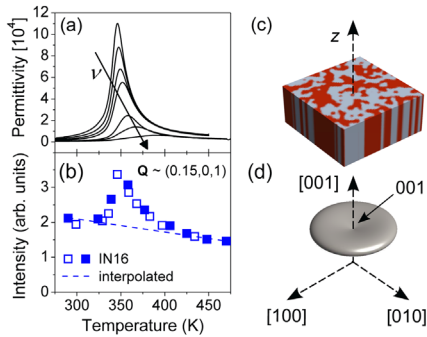 (a)
Permittivity [10⁴]
12
10
8
6
4
2
0
ν
(b)
Q ~ (0.15,0,1)
Intensity (arb. units)
3
2
1
0
IN16
interpolated
300 350 400 450
Temperature (K)
(c)
z
(d)
[001]
001
[100]
[010]